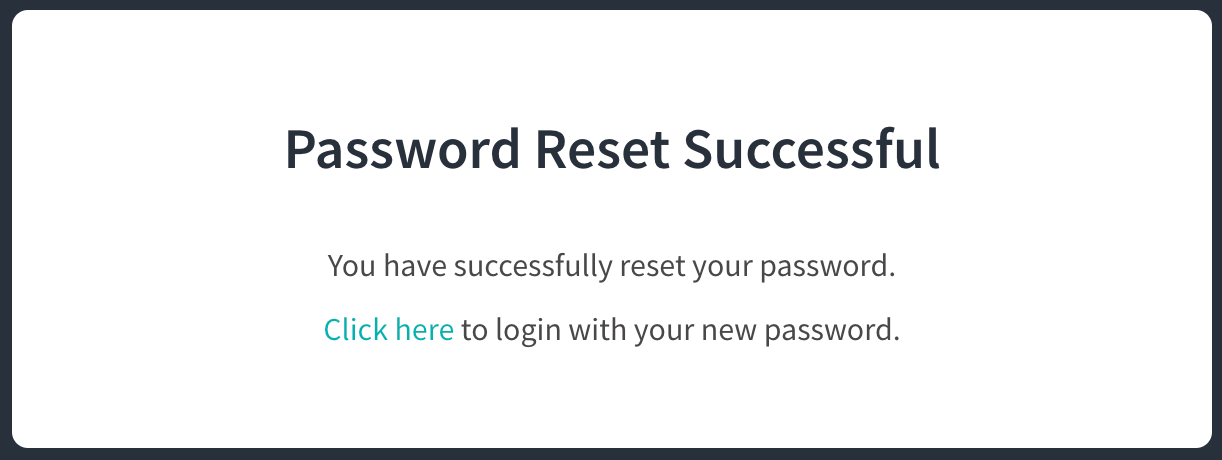 Password Reset Successful
You have successfully reset your password.
Click here to login with your new password.